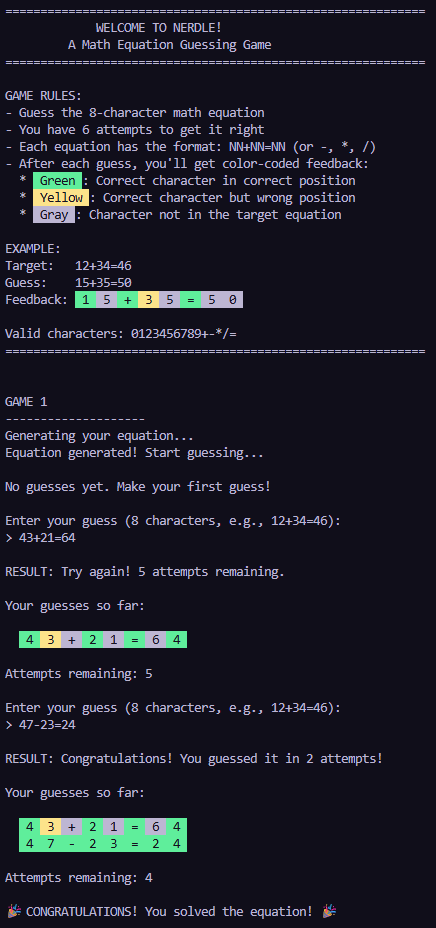 ============================================================
WELCOME TO NERDLE!
A Math Equation Guessing Game
============================================================
GAME RULES:
- Guess the 8-character math equation
- You have 6 attempts to get it right
- Each equation has the format: NN+NN=NN (or -, *, /)
- After each guess, you'll get color-coded feedback:
* Green : Correct character in correct position
* Yellow : Correct character but wrong position
* Gray : Character not in the target equation
EXAMPLE:
Target: 12+34=46
Guess: 15+35=50
Feedback: 1 5 + 3 5 = 5 0
Valid characters: 0123456789+-*/=
============================================================
GAME 1
--------------------
Generating your equation...
Equation generated! Start guessing...
No guesses yet. Make your first guess!
Enter your guess (8 characters, e.g., 12+34=46):
> 43+21=64
RESULT: Try again! 5 attempts remaining.
Your guesses so far:
4 3 + 2 1 = 6 4
Attempts remaining: 5
Enter your guess (8 characters, e.g., 12+34=46):
> 47-23=24
RESULT: Congratulations! You guessed it in 2 attempts!
Your guesses so far:
4 3 + 2 1 = 6 4
4 7 - 2 3 = 2 4
Attempts remaining: 4
🎉 CONGRATULATIONS! You solved the equation! 🎉